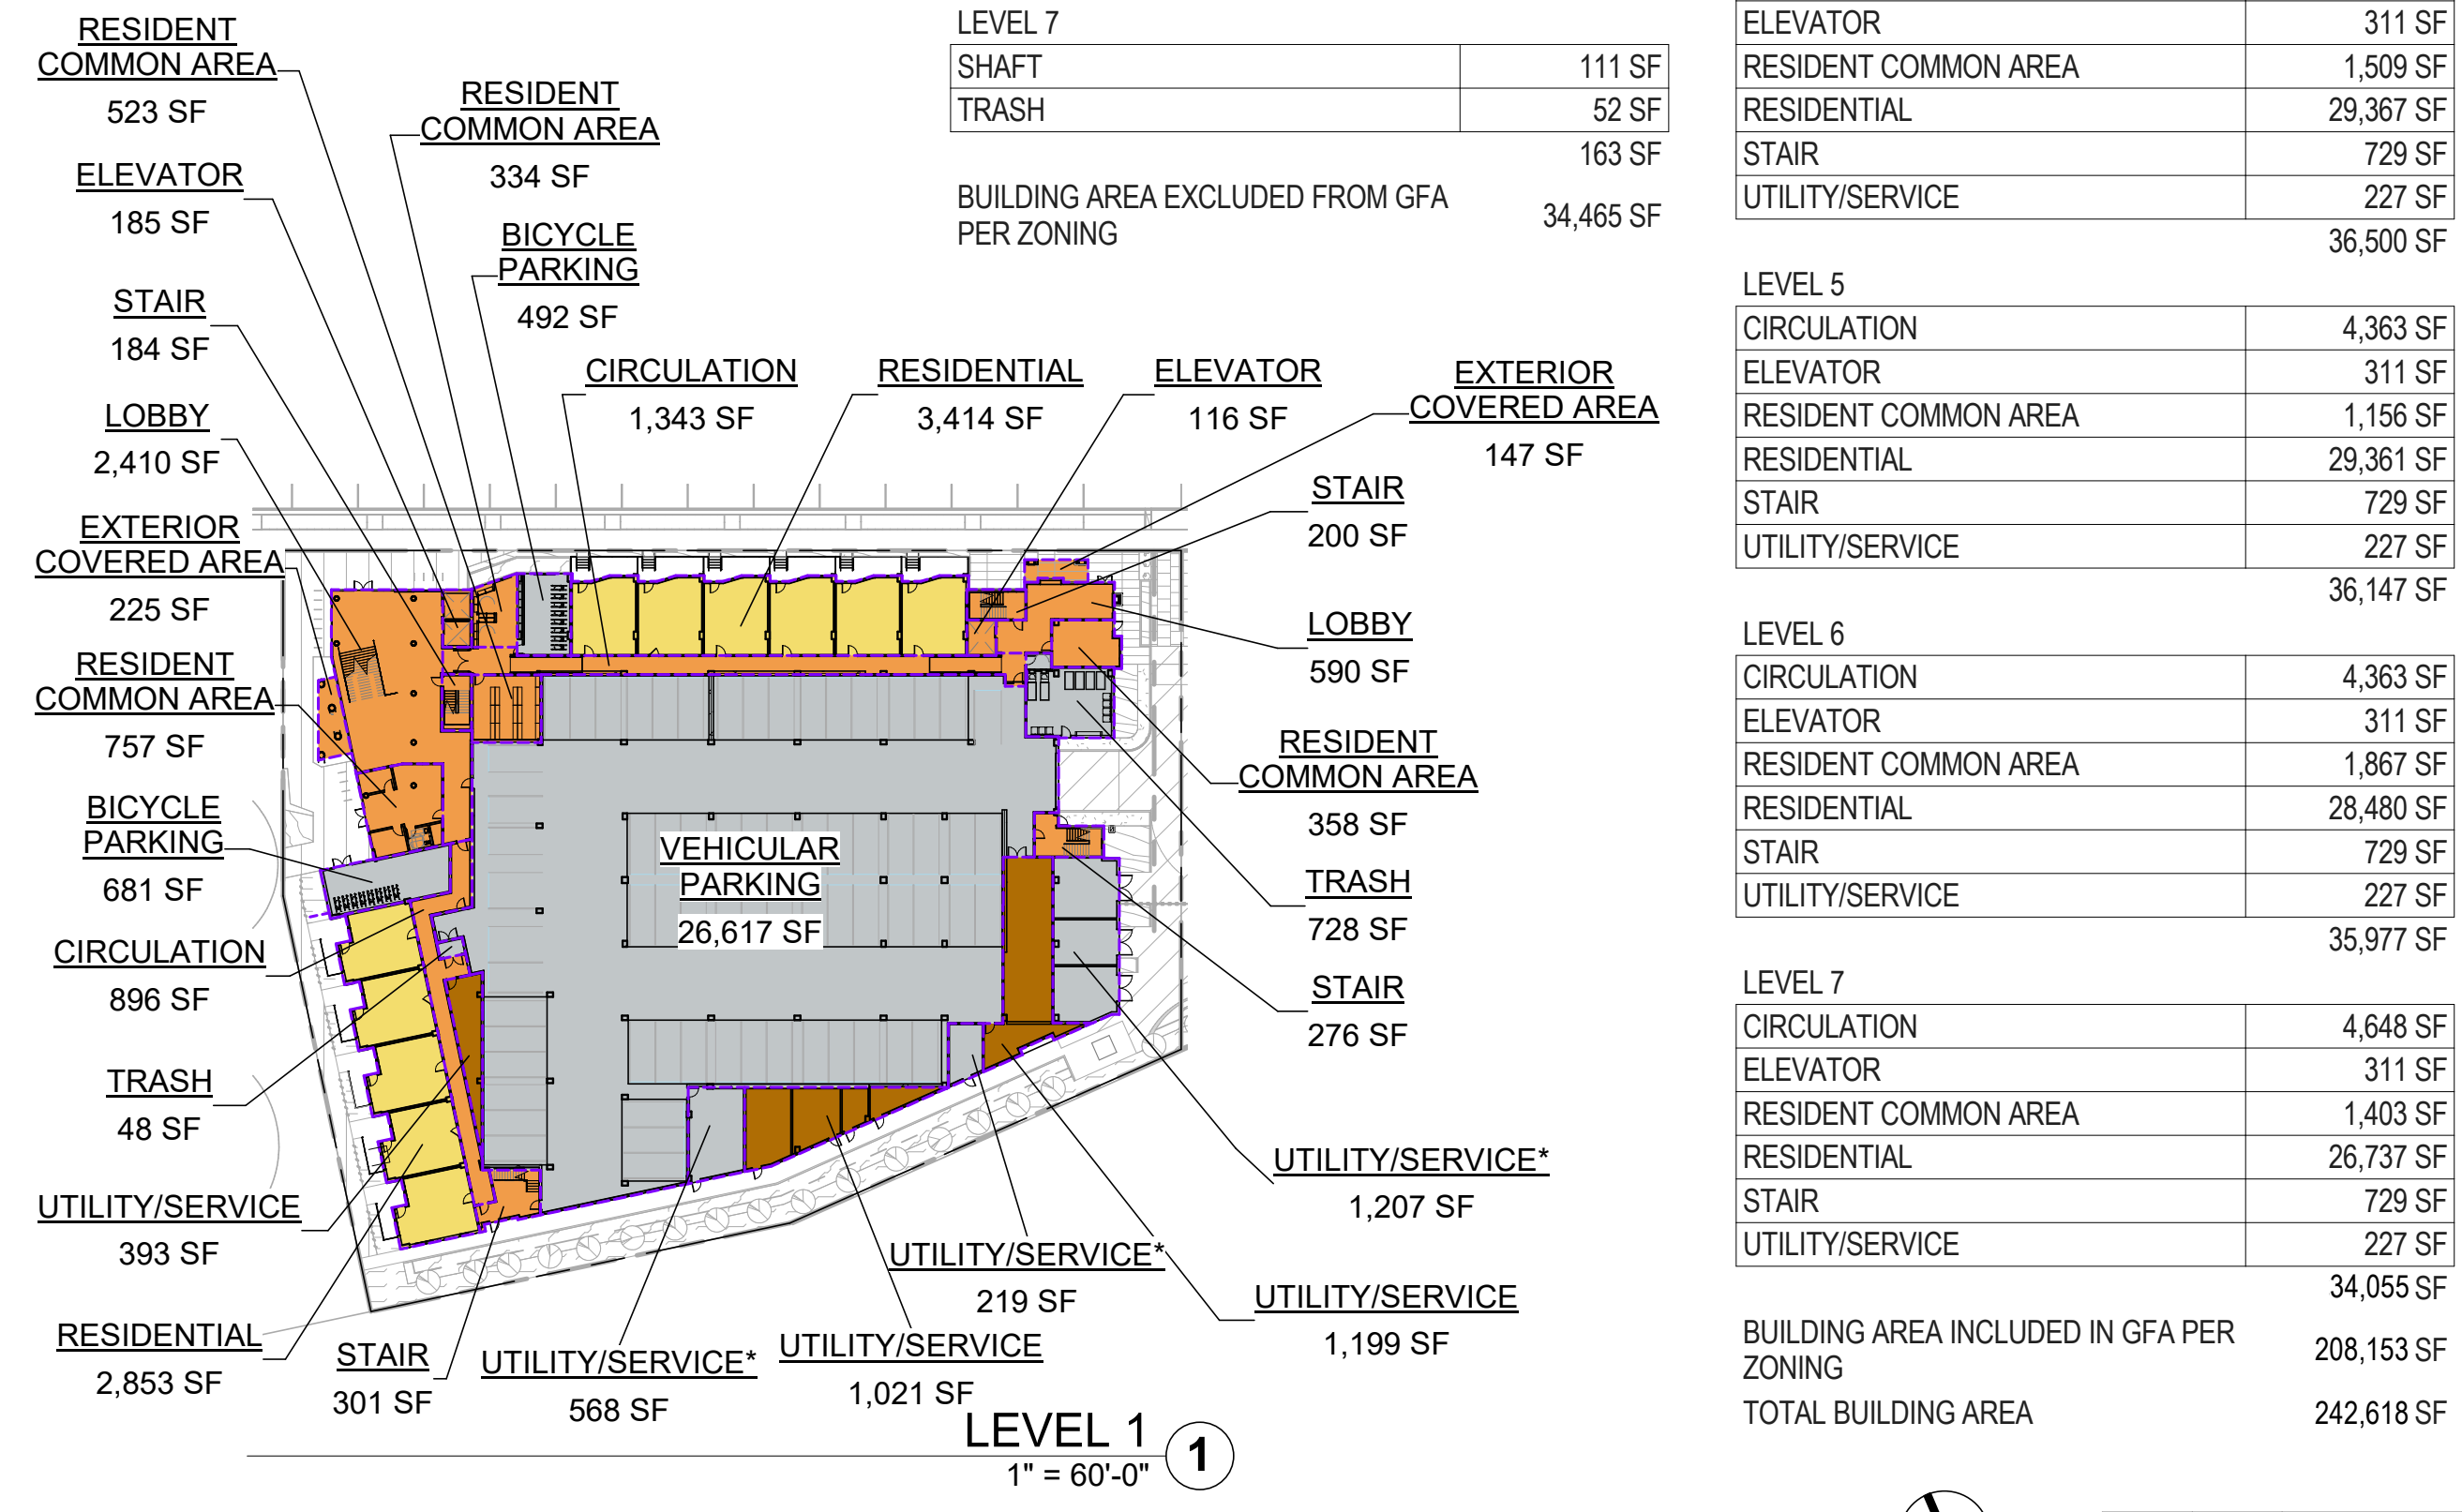 RESIDENT
COMMON AREA
523 SF
ELEVATOR
185 SF
STAIR
184 SF
LOBBY
2,410 SF
EXTERIOR
COVERED AREA
225 SF
RESIDENT
COMMON AREA
757 SF
BICYCLE
PARKING
681 SF
CIRCULATION
896 SF
TRASH
48 SF
UTILITY/SERVICE
393 SF
RESIDENTIAL
2,853 SF
RESIDENT
COMMON AREA
334 SF
BICYCLE
PARKING
492 SF
CIRCULATION
1,343 SF
RESIDENTIAL
3,414 SF
ELEVATOR
116 SF
EXTERIOR
COVERED AREA
147 SF
STAIR
200 SF
LOBBY
590 SF
RESIDENT
COMMON AREA
358 SF
TRASH
728 SF
STAIR
276 SF
VEHICULAR
PARKING
26,617 SF
UTILITY/SERVICE*
1,207 SF
UTILITY/SERVICE*
219 SF
UTILITY/SERVICE
1,199 SF
STAIR
301 SF
UTILITY/SERVICE*
568 SF
UTILITY/SERVICE
1,021 SF
LEVEL 1
1
1" = 60'-0"
LEVEL 7
SHAFT 111 SF
TRASH 52 SF
163 SF
BUILDING AREA EXCLUDED FROM GFA
PER ZONING
34,465 SF
ELEVATOR 311 SF
RESIDENT COMMON AREA 1,509 SF
RESIDENTIAL 29,367 SF
STAIR 729 SF
UTILITY/SERVICE 227 SF
36,500 SF
LEVEL 5
CIRCULATION 4,363 SF
ELEVATOR 311 SF
RESIDENT COMMON AREA 1,156 SF
RESIDENTIAL 29,361 SF
STAIR 729 SF
UTILITY/SERVICE 227 SF
36,147 SF
LEVEL 6
CIRCULATION 4,363 SF
ELEVATOR 311 SF
RESIDENT COMMON AREA 1,867 SF
RESIDENTIAL 28,480 SF
STAIR 729 SF
UTILITY/SERVICE 227 SF
35,977 SF
LEVEL 7
CIRCULATION 4,648 SF
ELEVATOR 311 SF
RESIDENT COMMON AREA 1,403 SF
RESIDENTIAL 26,737 SF
STAIR 729 SF
UTILITY/SERVICE 227 SF
34,055 SF
BUILDING AREA INCLUDED IN GFA PER
ZONING
208,153 SF
TOTAL BUILDING AREA 242,618 SF